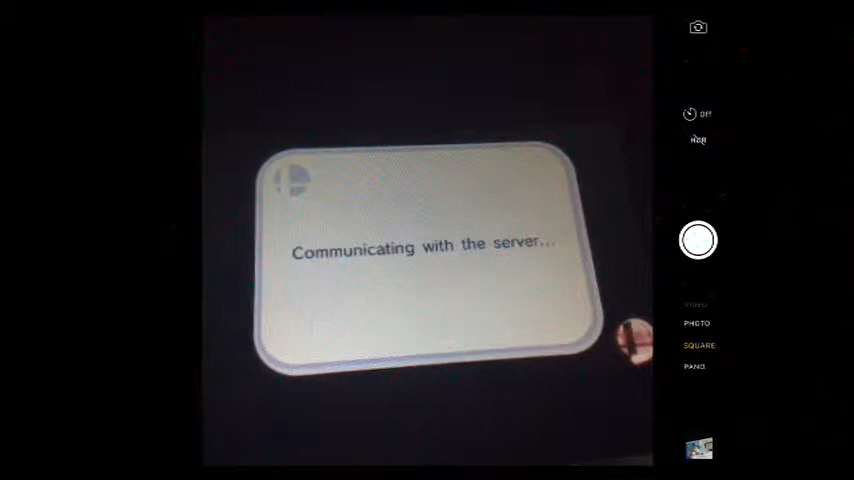 Off
Communicating with the server...
VIDEO
PHOTO
SQUARE
PANO